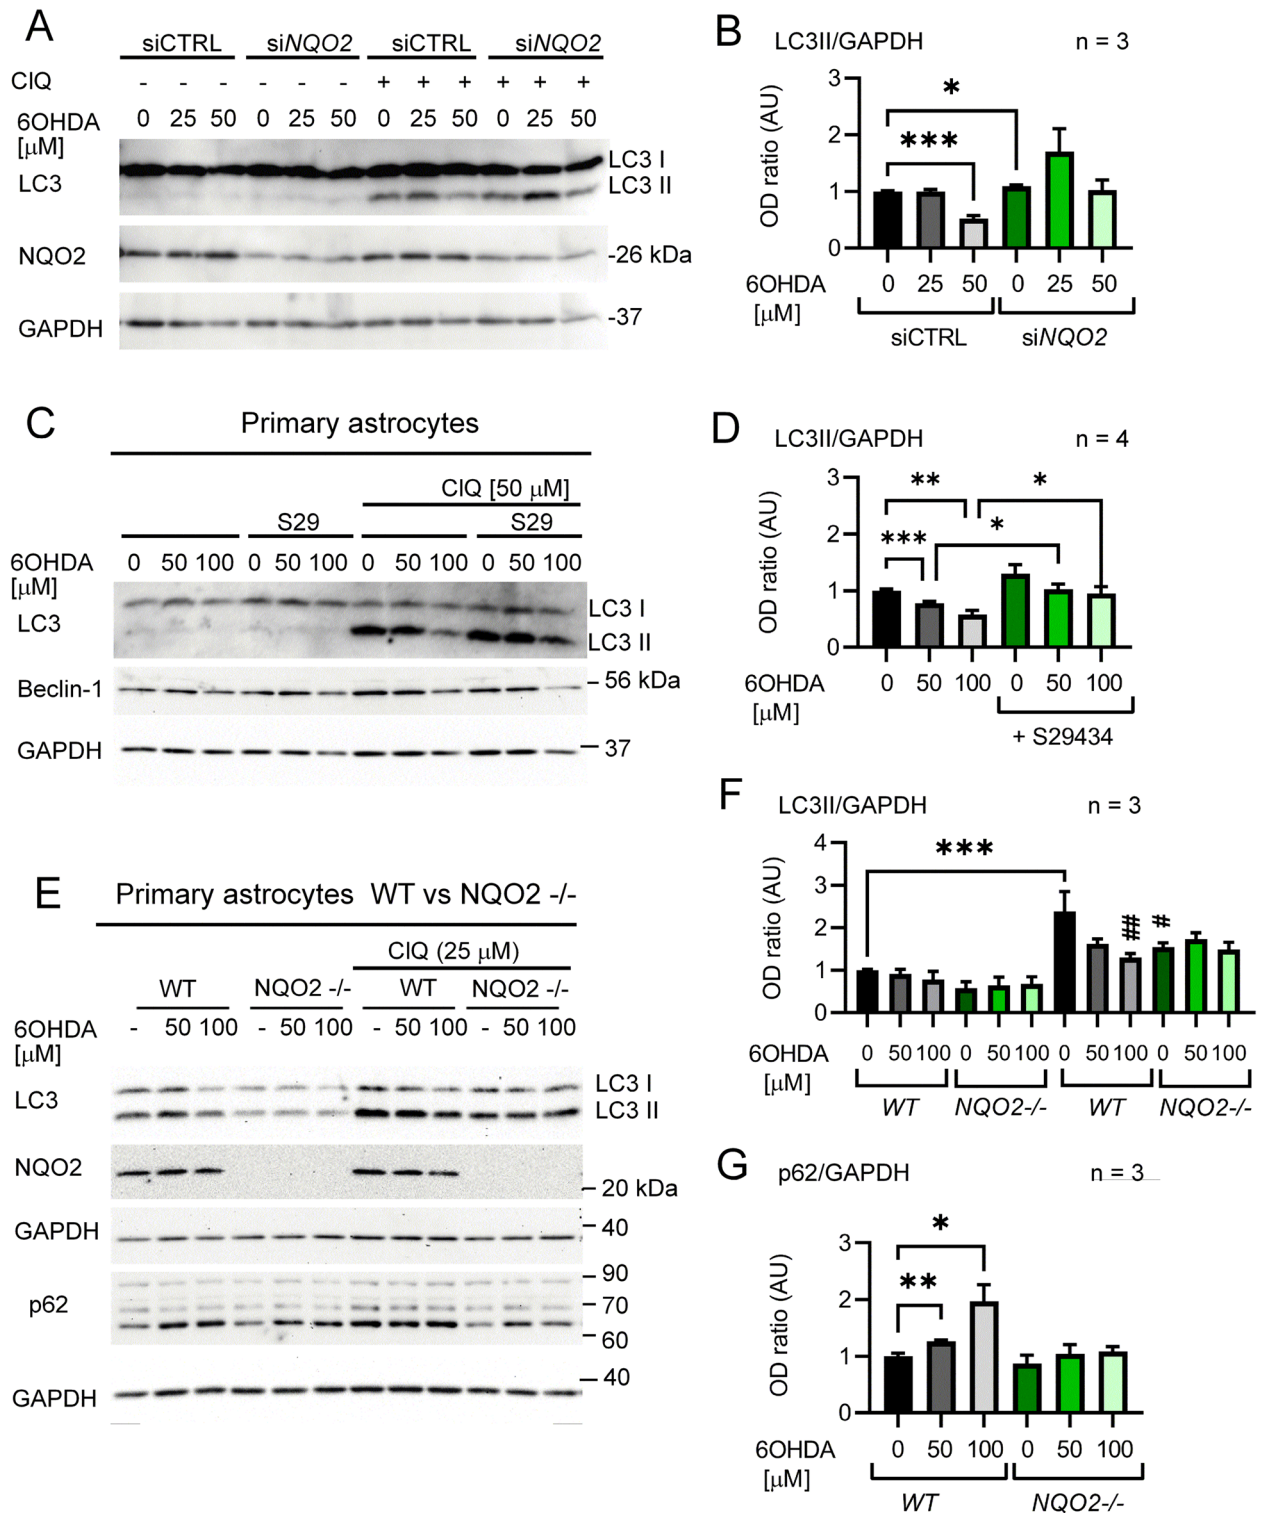 A
siCTRL siNQO2 siCTRL siNQO2
ClQ - - - - - - + + + + + +
6OHDA 0 25 50 0 25 50 0 25 50 0 25 50
[μM]
LC3 I
LC3
LC3 II
NQO2 -26 kDa
GAPDH -37
B
LC3II/GAPDH n = 3
OD ratio (AU)
3
*
2
***
1
0
6OHDA 0 25 50 0 25 50
[μM]
siCTRL siNQO2
C
Primary astrocytes
ClQ [50 μM]
S29 S29
6OHDA 0 50 100 0 50 100 0 50 100 0 50 100
[μM]
LC3 I
LC3
LC3 II
Beclin-1 – 56 kDa
GAPDH – 37
D
LC3II/GAPDH n = 4
OD ratio (AU)
3
** *
*
2
***
1
0
6OHDA 0 50 100 0 50 100
[μM]
+ S29434
E
Primary astrocytes WT vs NQO2 -/-
ClQ (25 μM)
WT NQO2 -/- WT NQO2 -/-
6OHDA - 50 100 - 50 100 - 50 100 - 50 100
[μM]
LC3 I
LC3
LC3 II
NQO2
– 20 kDa
GAPDH – 40
– 90
p62 – 70
– 60
– 40
GAPDH
F
LC3II/GAPDH n = 3
OD ratio (AU)
4
***
3
2
## #
1
0
6OHDA 0 50 100 0 50 100 0 50 100 0 50 100
[μM]
WT NQO2-/- WT NQO2-/-
G
p62/GAPDH n = 3
OD ratio (AU)
*
3
**
2
1
0
6OHDA 0 50 100 0 50 100
[μM]
WT NQO2-/-